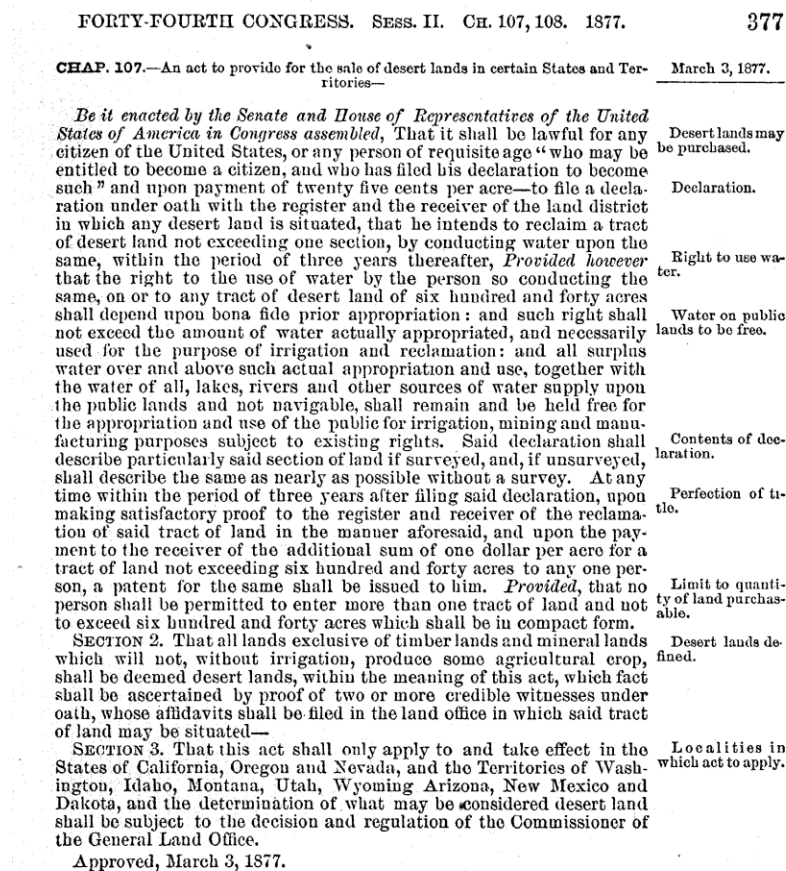 FORTY-FOURTH CONGRESS. SESS. II. CH. 107, 108. 1877. 377
CHAP. 107.—An act to provide for the sale of desert lands in certain States and Ter-
ritories—
March 3, 1877.
Be it enacted by the Senate and House of Representatives of the United
States of America in Congress assembled, That it shall be lawful for any
citizen of the United States, or any person of requisite age "who may be
entitled to become a citizen, and who has filed his declaration to become
such" and upon payment of twenty five cents per acre—to file a decla-
ration under oath with the register and the receiver of the land district
in which any desert land is situated, that he intends to reclaim a tract
of desert land not exceeding one section, by conducting water upon the
same, within the period of three years thereafter, Provided however
that the right to the use of water by the person so conducting the
same, on or to any tract of desert land of six hundred and forty acres
shall depend upon bona fide prior appropriation: and such right shall
not exceed the amount of water actually appropriated, and necessarily
used for the purpose of irrigation and reclamation: and all surplus
water over and above such actual appropriation and use, together with
the water of all, lakes, rivers and other sources of water supply upon
the public lands and not navigable, shall remain and be held free for
the appropriation and use of the public for irrigation, mining and manu-
facturing purposes subject to existing rights. Said declaration shall
describe particularly said section of land if surveyed, and, if unsurveyed,
shall describe the same as nearly as possible without a survey. At any
time within the period of three years after filing said declaration, upon
making satisfactory proof to the register and receiver of the reclama-
tion of said tract of land in the manner aforesaid, and upon the pay-
ment to the receiver of the additional sum of one dollar per acre for a
tract of land not exceeding six hundred and forty acres to any one per-
son, a patent for the same shall be issued to him. Provided, that no
person shall be permitted to enter more than one tract of land and not
to exceed six hundred and forty acres which shall be in compact form.
SECTION 2. That all lands exclusive of timber lands and mineral lands
which will not, without irrigation, produce some agricultural crop,
shall be deemed desert lands, within the meaning of this act, which fact
shall be ascertained by proof of two or more credible witnesses under
oath, whose affidavits shall be filed in the land office in which said tract
of land may be situated—
SECTION 3. That this act shall only apply to and take effect in the
States of California, Oregon and Nevada, and the Territories of Wash-
ington, Idaho, Montana, Utah, Wyoming Arizona, New Mexico and
Dakota, and the determination of what may be considered desert land
shall be subject to the decision and regulation of the Commissioner of
the General Land Office.
Approved, March 3, 1877.
Desert lands may
be purchased.
Declaration.
Right to use wa-
ter.
Water on public
lands to be free.
Contents of dec-
laration.
Perfection of ti-
tle.
Limit to quanti-
ty of land purchas-
able.
Desert lands de-
fined.
Localities in
which act to apply.